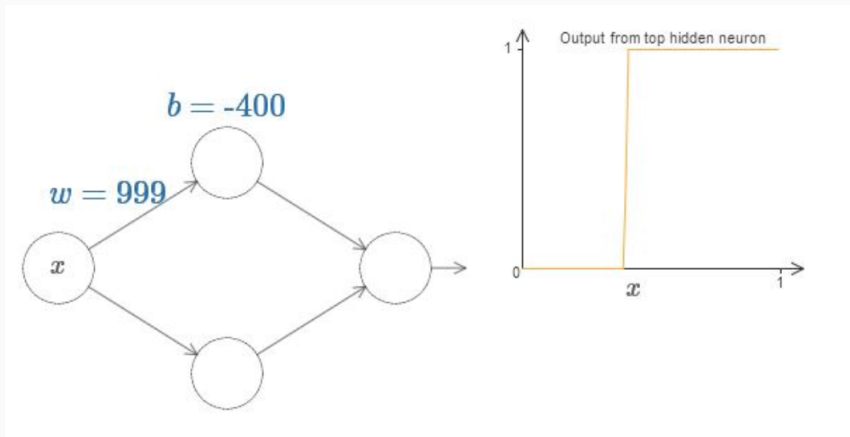 b = -400
w = 999
x
Output from top hidden neuron
1
0
x
1